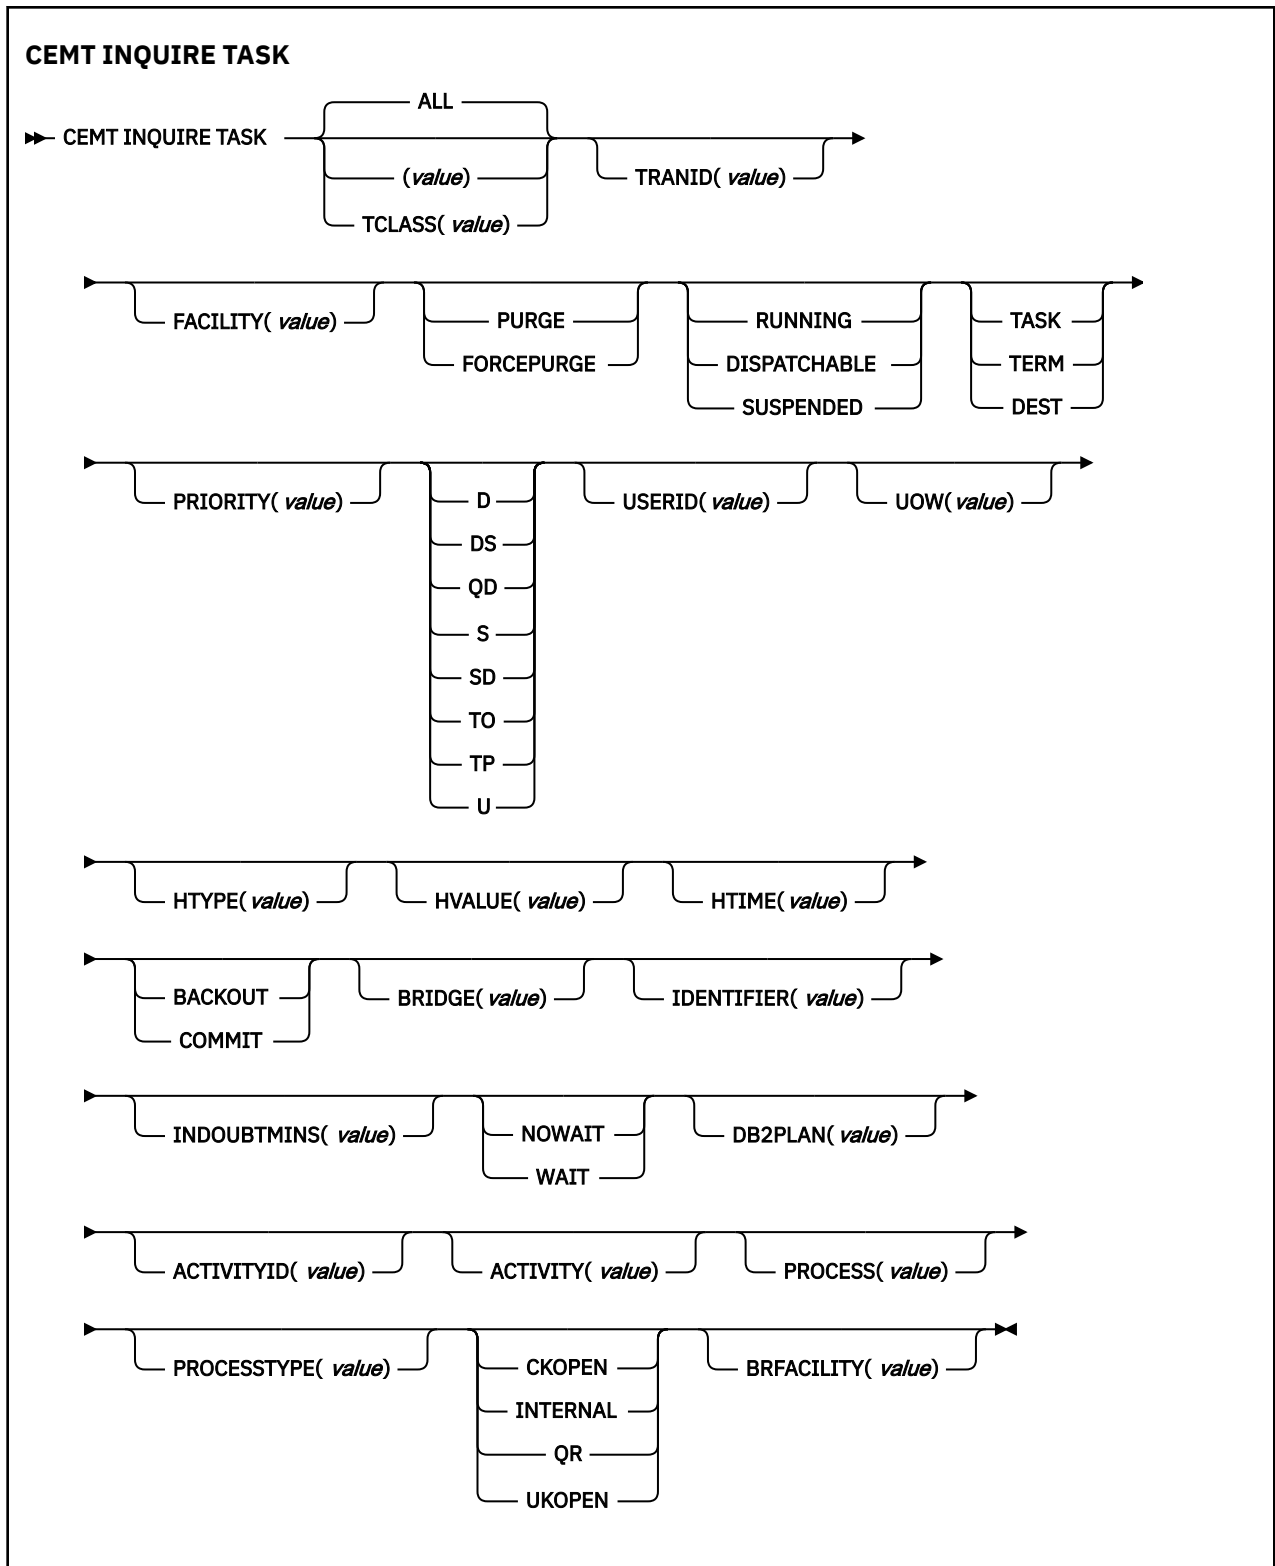 CEMT INQUIRE TASK
ALL
CEMT INQUIRE TASK
(value)
TRANID( value)
TCLASS( value)
FACILITY( value)
PURGE
RUNNING
TASK
FORCEPURGE
DISPATCHABLE
TERM
SUSPENDED
DEST
PRIORITY( value)
D
USERID(value)
UOW(value)
DS
QD
S
SD
TO
TP
U
HTYPE(value)
HVALUE( value)
HTIME(value)
BACKOUT
BRIDGE(value)
IDENTIFIER( value)
COMMIT
INDOUBTMINS( value)
NOWAIT
DB2PLAN(value)
WAIT
ACTIVITYID( value)
ACTIVITY( value)
PROCESS( value)
PROCESSTYPE( value)
CKOPEN
BRFACILITY( value)
INTERNAL
QR
UKOPEN